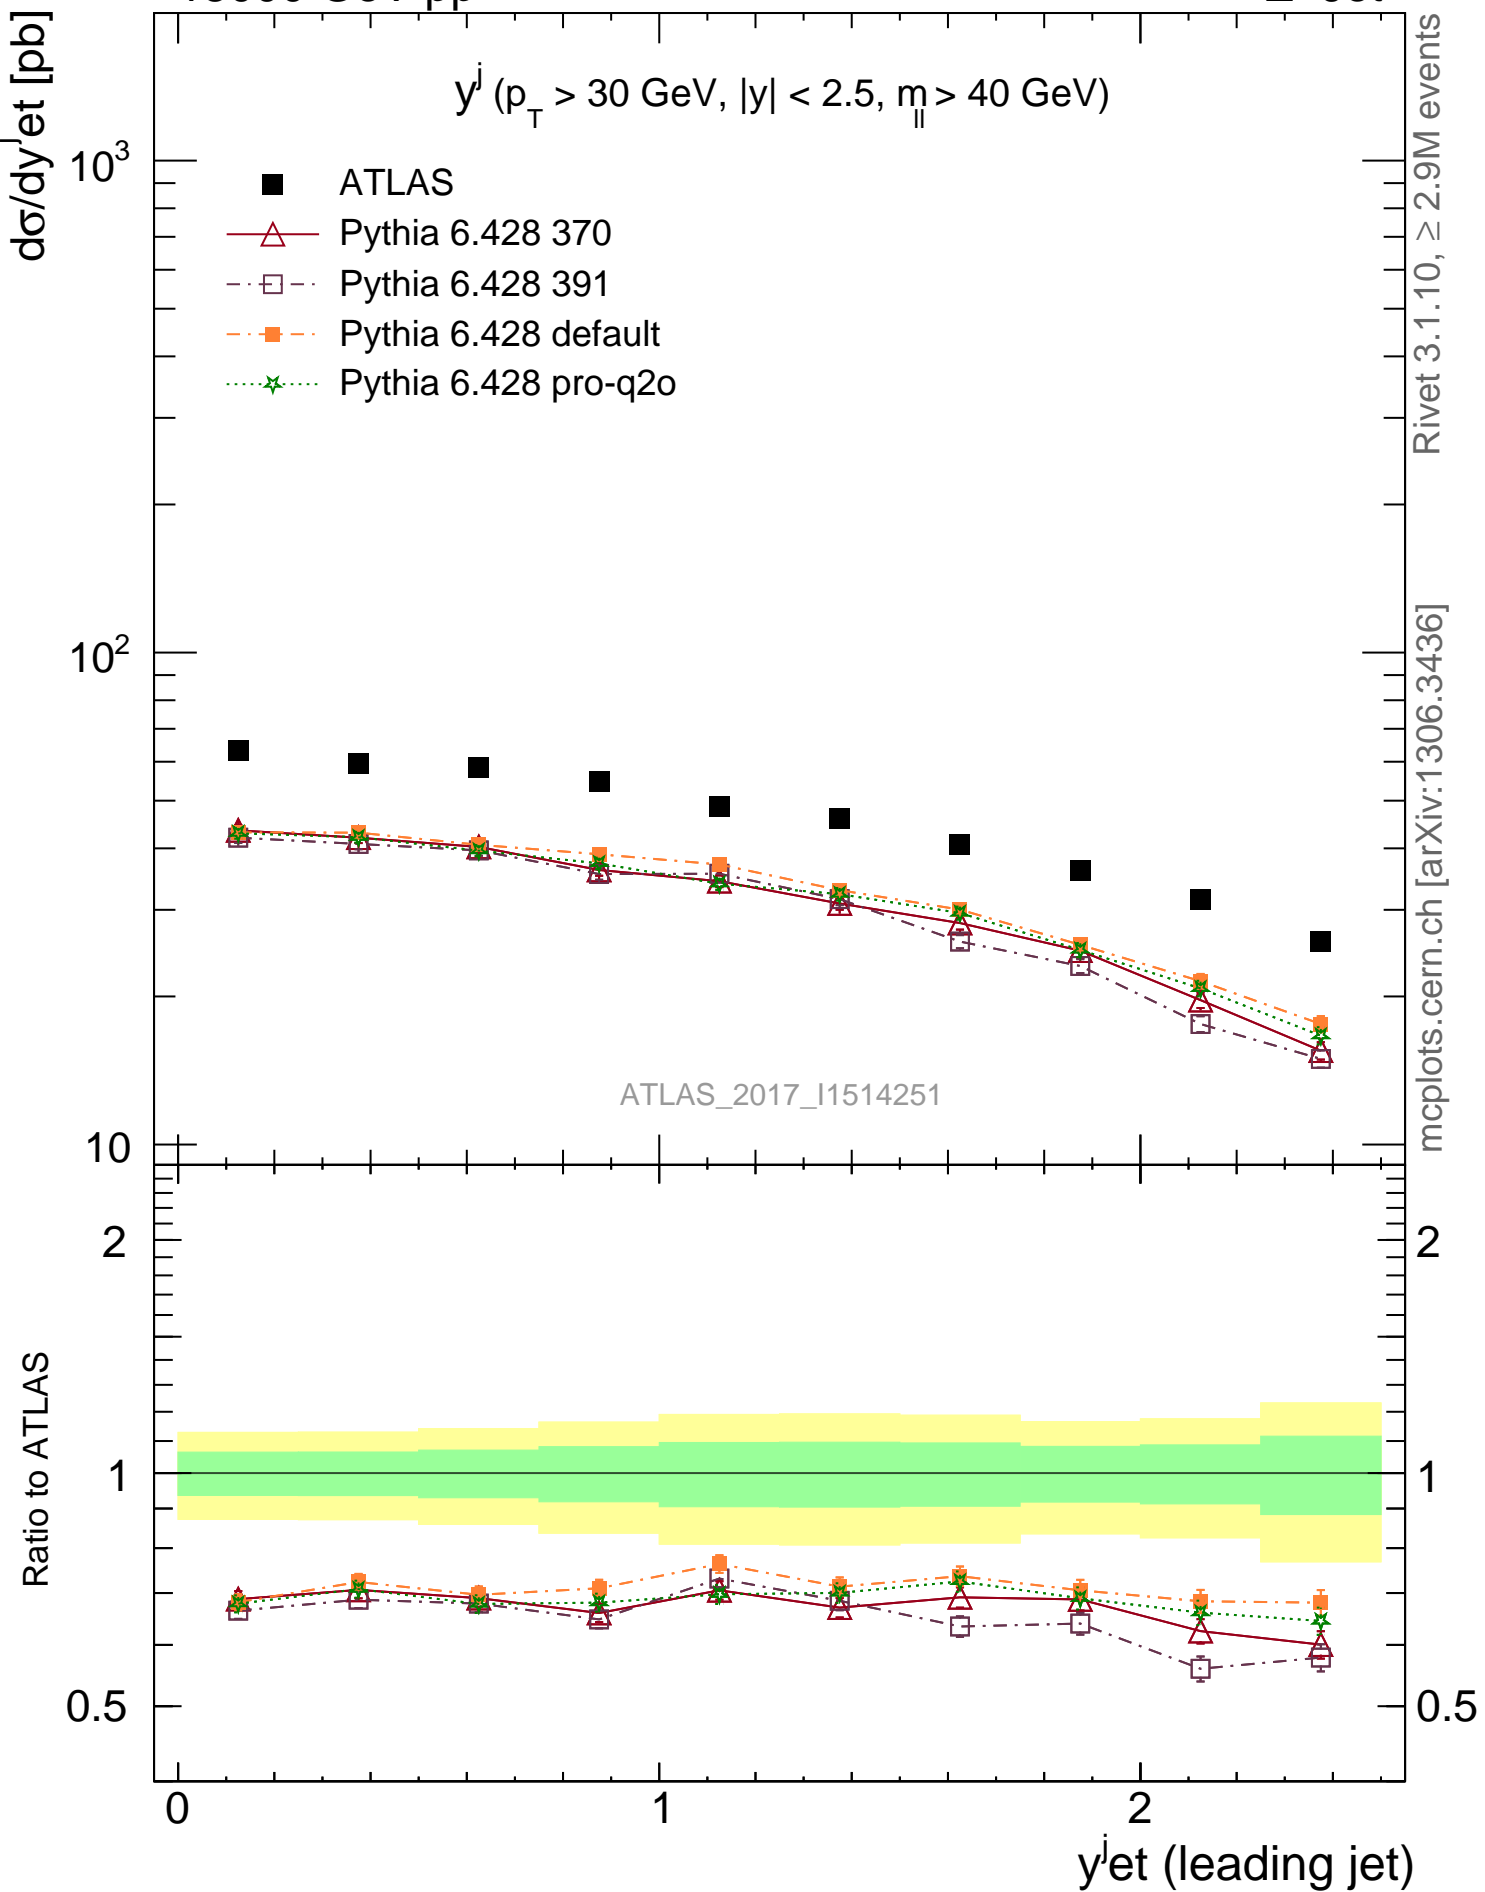 dσ/dy^jet [pb]
y^j (p_T > 30 GeV, |y| < 2.5, m_ll > 40 GeV)
10^3
ATLAS
Pythia 6.428 370
Pythia 6.428 391
Pythia 6.428 default
Pythia 6.428 pro-q2o
10^2
ATLAS_2017_I1514251
10
Rivet 3.1.10, ≥ 2.9M events
mcplots.cern.ch [arXiv:1306.3436]
Ratio to ATLAS
2
2
1
1
0.5
0.5
0
1
2
y^jet (leading jet)